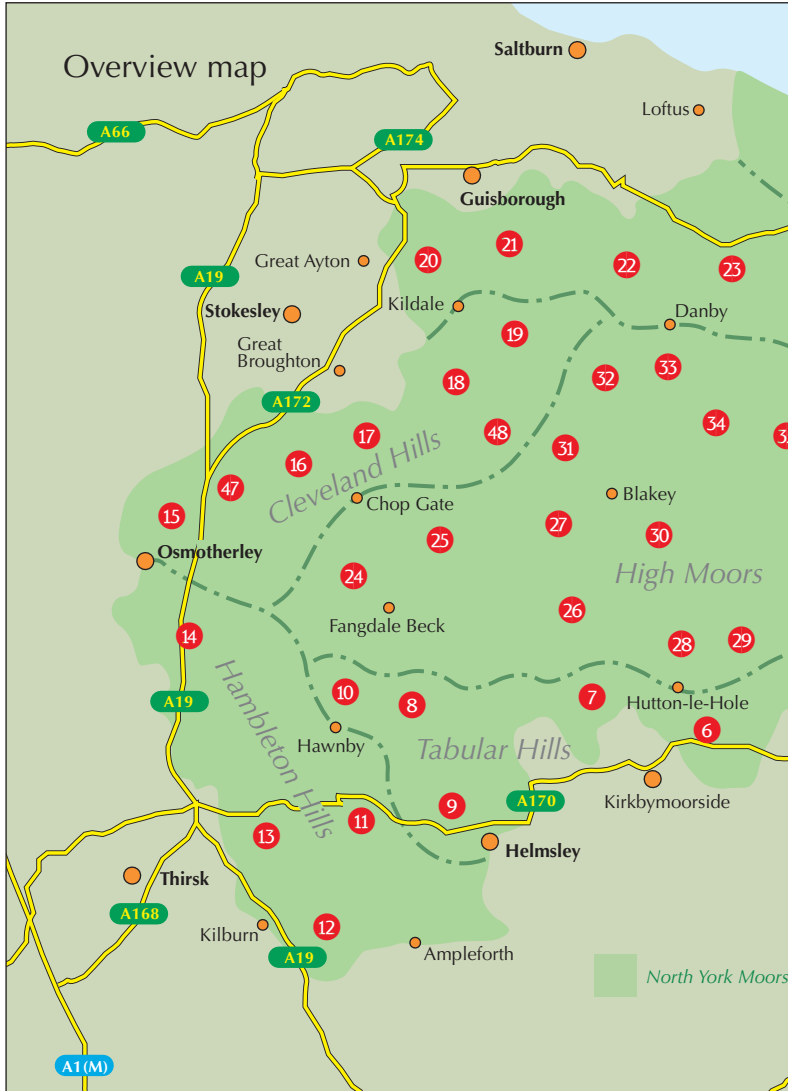 Overview map
Saltburn
Loftus
A66
A174
Guisborough
21
20
22
23
Great Ayton
A19
Kildale
Stokesley
Danby
19
Great
Broughton
33
32
18
A172
34
48
17
31
16
47
Cleveland Hills
Blakey
Chop Gate
15
27
30
25
Osmotherley
High Moors
24
Fangdale Beck
26
14
29
28
Hambleton Hills
Hutton-le-Hole
10
7
A19
8
6
Hawnby
Tabular Hills
Kirkbymoorside
A170
9
11
13
Helmsley
Thirsk
A168
Kilburn
12
Ampleforth
A19
North York Moors
A1(M)